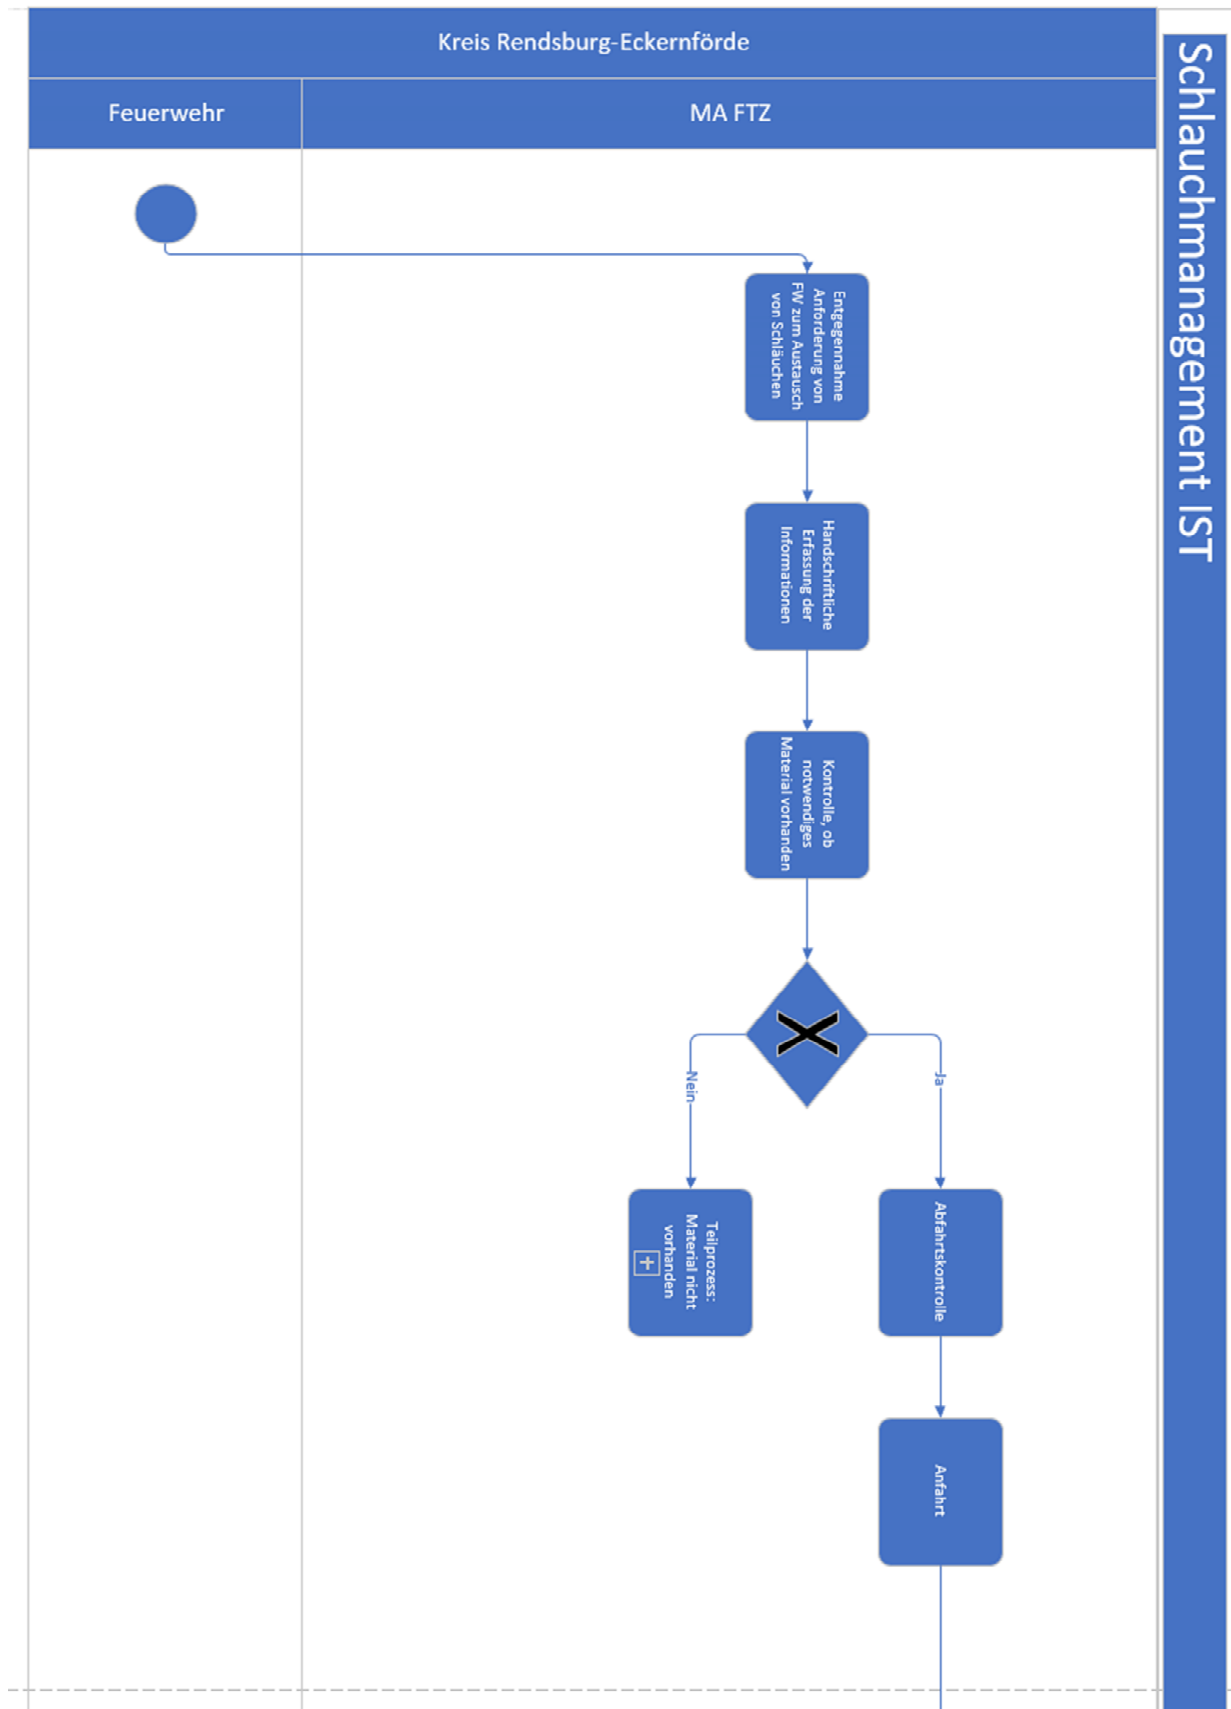 Schlauchmanagement IST
Kreis Rendsburg-Eckernförde
Feuerwehr
MA FTZ
Entgegennahme
Anforderung von
FW zum Austausch
von Schläuchen
Handschriftliche
Erfassung der
Informationen
Kontrolle, ob
notwendiges
Material vorhanden
X
Ja
Nein
Abfahrtskontrolle
Teilprozess:
Material nicht
vorhanden
+
Anfahrt